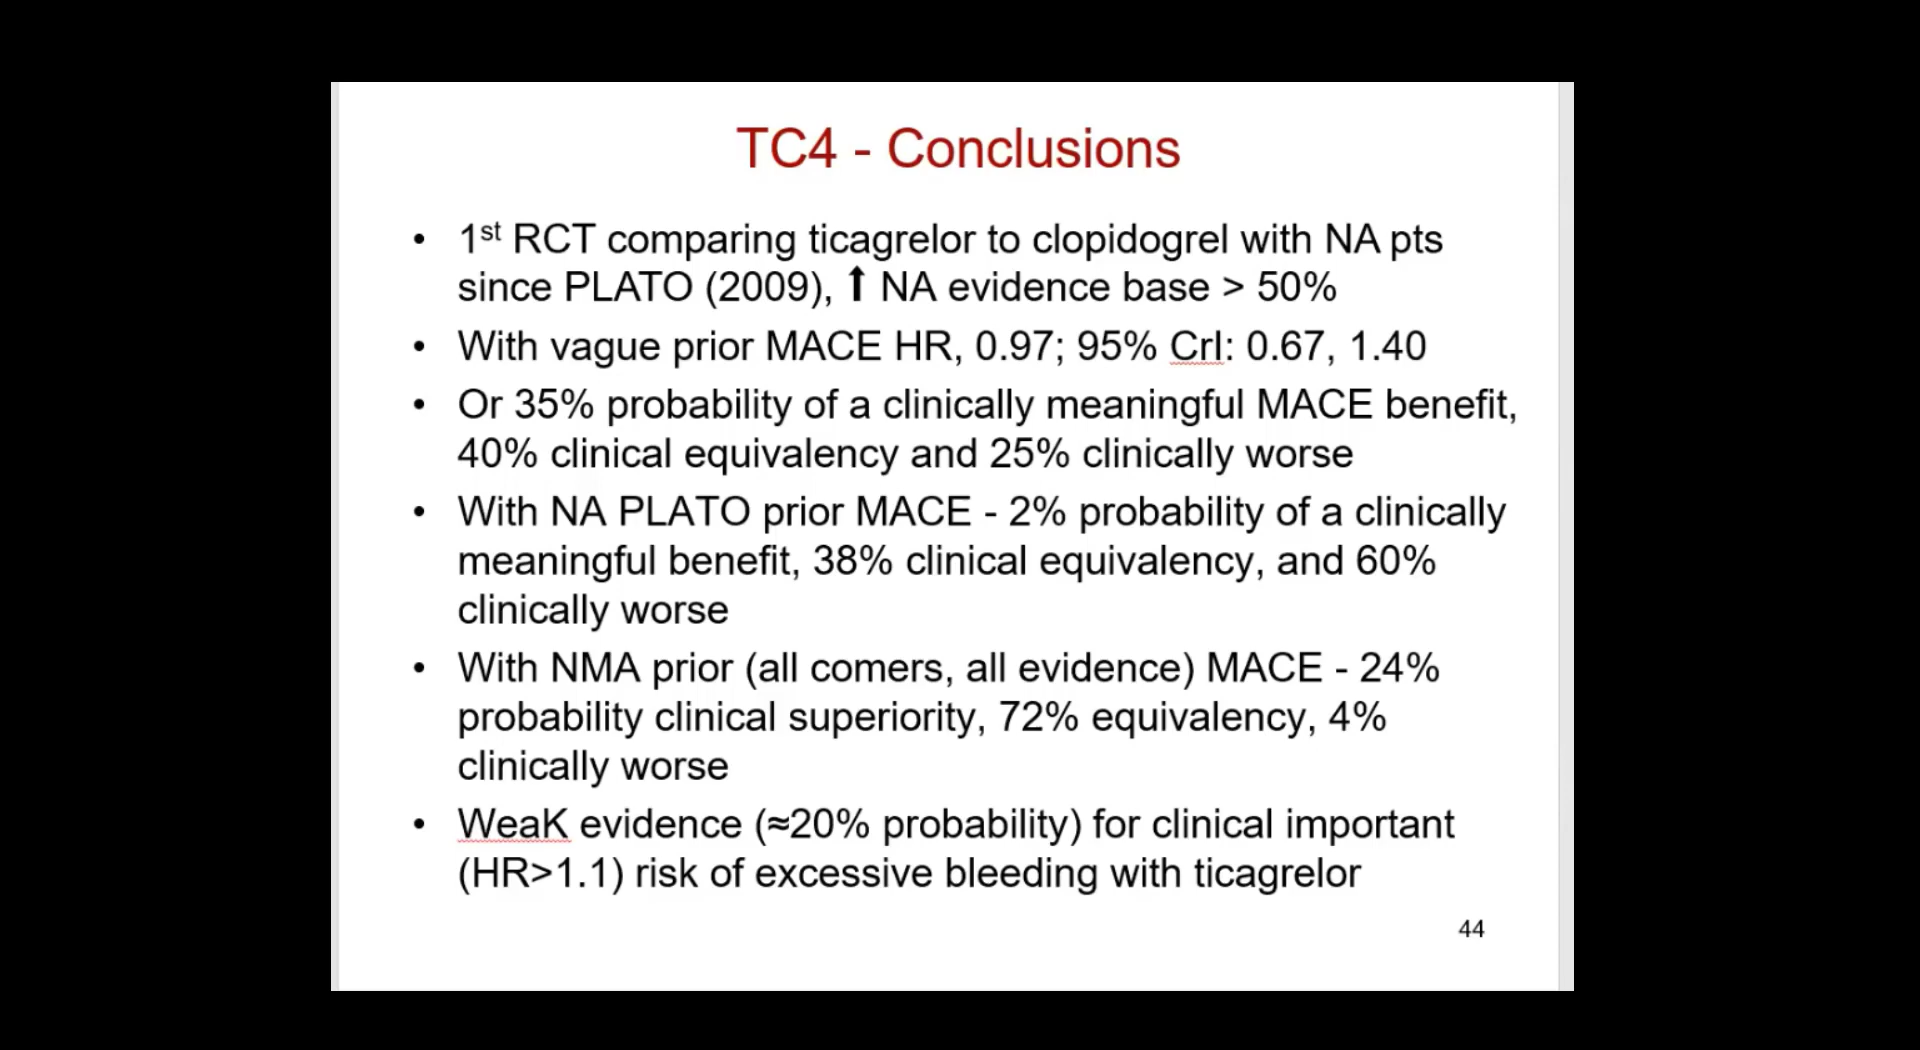 TC4 - Conclusions
• 1st RCT comparing ticagrelor to clopidogrel with NA pts
since PLATO (2009), ⬆ NA evidence base > 50%
• With vague prior MACE HR, 0.97; 95% CrI: 0.67, 1.40
• Or 35% probability of a clinically meaningful MACE benefit,
40% clinical equivalency and 25% clinically worse
• With NA PLATO prior MACE - 2% probability of a clinically
meaningful benefit, 38% clinical equivalency, and 60%
clinically worse
• With NMA prior (all comers, all evidence) MACE - 24%
probability clinical superiority, 72% equivalency, 4%
clinically worse
• WeaK evidence (≈20% probability) for clinical important
(HR>1.1) risk of excessive bleeding with ticagrelor
44